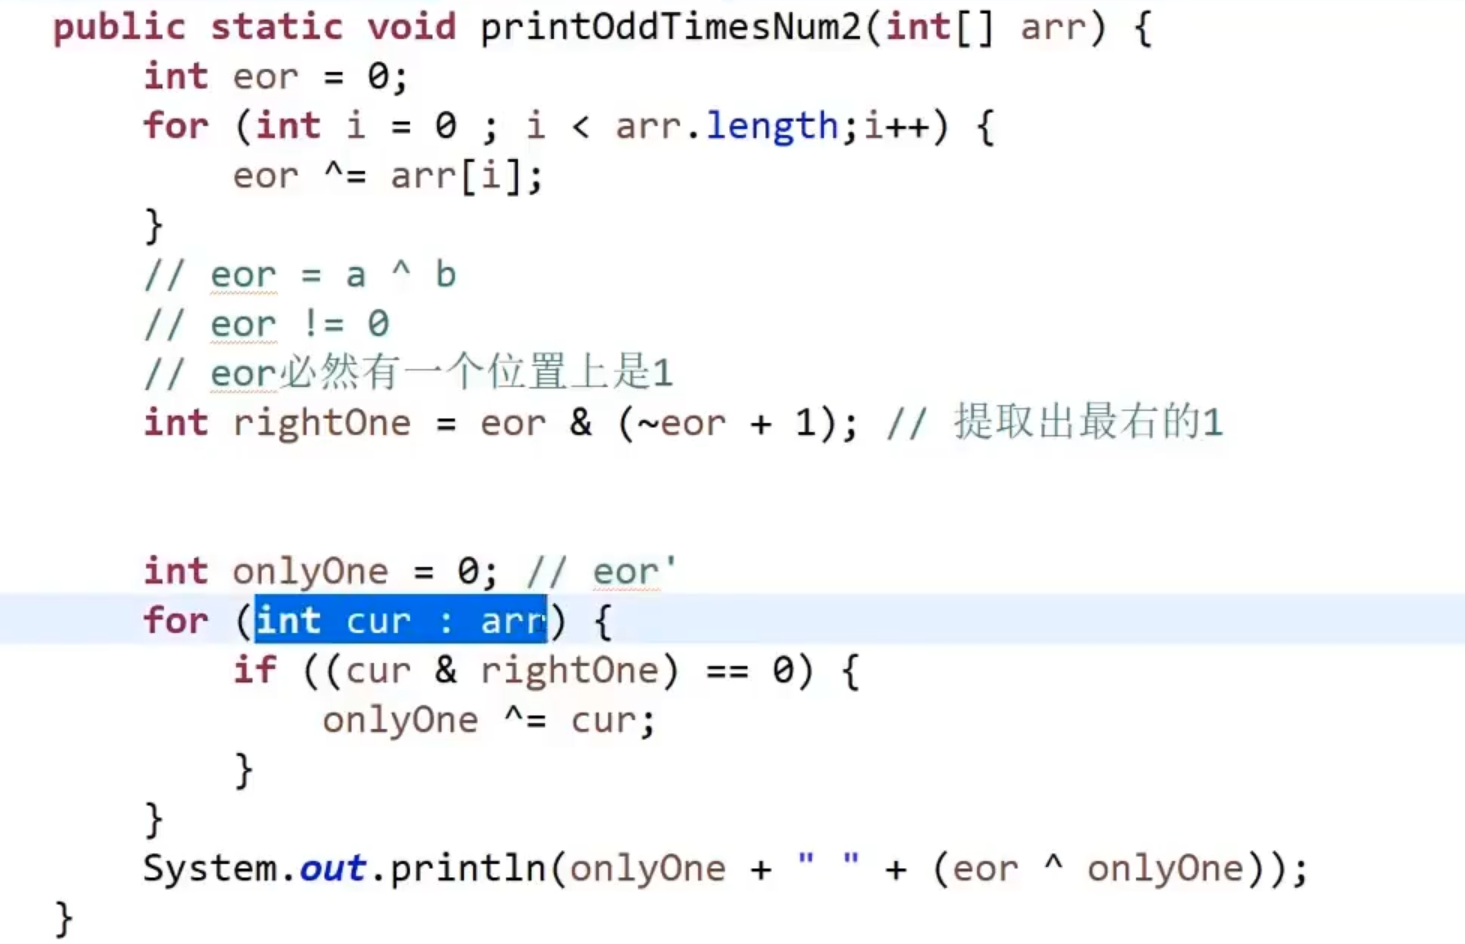 public static void printOddTimesNum2(int[] arr) {
int eor = 0;
for (int i = 0 ; i < arr.length;i++) {
eor ^= arr[i];
}
// eor = a ^ b
// eor != 0
// eor必然有一个位置上是1
int rightOne = eor & (~eor + 1); // 提取出最右的1
int onlyOne = 0; // eor'
for (int cur : arr) {
if ((cur & rightOne) == 0) {
onlyOne ^= cur;
}
}
System.out.println(onlyOne + " " + (eor ^ onlyOne));
}